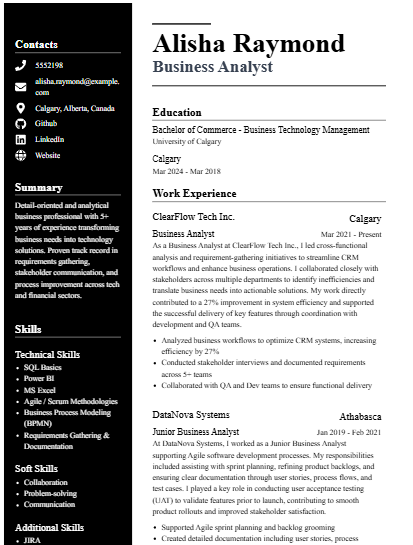 Contacts
5552198
alisha.raymond@example.
com
Calgary, Alberta, Canada
Github
LinkedIn
Website
Summary
Detail-oriented and analytical
business professional with 5+
years of experience transforming
business needs into technology
solutions. Proven track record in
requirements gathering,
stakeholder communication, and
process improvement across tech
and financial sectors.
Skills
Technical Skills
• SQL Basics
• Power BI
• MS Excel
• Agile / Scrum Methodologies
• Business Process Modeling
(BPMN)
• Requirements Gathering &
Documentation
Soft Skills
• Collaboration
• Problem-solving
• Communication
Additional Skills
• JIRA
Alisha Raymond
Business Analyst
Education
Bachelor of Commerce - Business Technology Management
University of Calgary
Calgary
Mar 2024 - Mar 2018
Work Experience
ClearFlow Tech Inc. Calgary
Business Analyst Mar 2021 - Present
As a Business Analyst at ClearFlow Tech Inc., I led cross-functional
analysis and requirement-gathering initiatives to streamline CRM
workflows and enhance business operations. I collaborated closely with
stakeholders across multiple departments to identify inefficiencies and
translate business needs into actionable solutions. My work directly
contributed to a 27% improvement in system efficiency and supported
the successful delivery of key features through coordination with
development and QA teams.
• Analyzed business workflows to optimize CRM systems, increasing
efficiency by 27%
• Conducted stakeholder interviews and documented requirements
across 5+ teams
• Collaborated with QA and Dev teams to ensure functional delivery
DataNova Systems Athabasca
Junior Business Analyst Jan 2019 - Feb 2021
At DataNova Systems, I worked as a Junior Business Analyst
supporting Agile software development processes. My responsibilities
included assisting with sprint planning, refining product backlogs, and
ensuring clear documentation through user stories, process flows, and
test cases. I played a key role in conducting user acceptance testing
(UAT) to validate features prior to launch, contributing to smooth
product rollouts and improved stakeholder satisfaction.
• Supported Agile sprint planning and backlog grooming
• Created detailed documentation including user stories, process